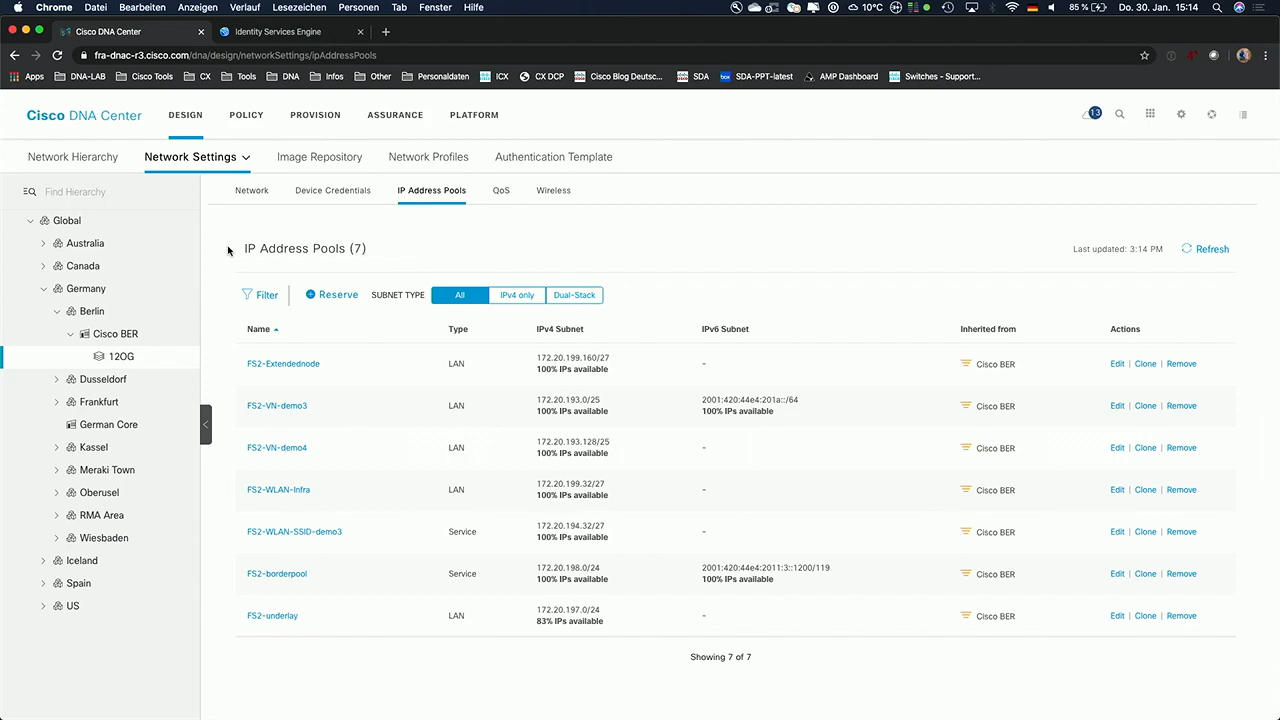 Chrome Datei Bearbeiten Anzeigen Verlauf Lesezeichen Personen Tab Fenster Hilfe 10°C 85 % Do. 30. Jan. 15:14
Cisco DNA Center Identity Services Engine
fra-dnac-r3.cisco.com/dna/design/networkSettings/ipAddressPools
Apps DNA-LAB Cisco Tools CX Tools DNA Infos Other Personaldaten ICX CX DCP Cisco Blog Deutsc... SDA SDA-PPT-latest AMP Dashboard Switches - Support...
Cisco DNA Center DESIGN POLICY PROVISION ASSURANCE PLATFORM 13
Network Hierarchy Network Settings Image Repository Network Profiles Authentication Template
Find Hierarchy
Global
Australia
Canada
Germany
Berlin
Cisco BER
12OG
Dusseldorf
Frankfurt
German Core
Kassel
Meraki Town
Oberusel
RMA Area
Wiesbaden
Iceland
Spain
US
Network Device Credentials IP Address Pools QoS Wireless
IP Address Pools (7) Last updated: 3:14 PM Refresh
Filter Reserve SUBNET TYPE All IPv4 only Dual-Stack
Name Type IPv4 Subnet IPv6 Subnet Inherited from Actions
FS2-Extendednode LAN 172.20.199.160/27 - Cisco BER Edit | Clone | Remove
100% IPs available
FS2-VN-demo3 LAN 172.20.193.0/25 2001:420:44e4:201a::/64 Cisco BER Edit | Clone | Remove
100% IPs available 100% IPs available
FS2-VN-demo4 LAN 172.20.193.128/25 - Cisco BER Edit | Clone | Remove
100% IPs available
FS2-WLAN-Infra LAN 172.20.199.32/27 - Cisco BER Edit | Clone | Remove
100% IPs available
FS2-WLAN-SSID-demo3 Service 172.20.194.32/27 - Cisco BER Edit | Clone | Remove
100% IPs available
FS2-borderpool Service 172.20.198.0/24 2001:420:44e4:2011:3::1200/119 Cisco BER Edit | Clone | Remove
100% IPs available 100% IPs available
FS2-underlay LAN 172.20.197.0/24 - Cisco BER Edit | Clone | Remove
83% IPs available
Showing 7 of 7